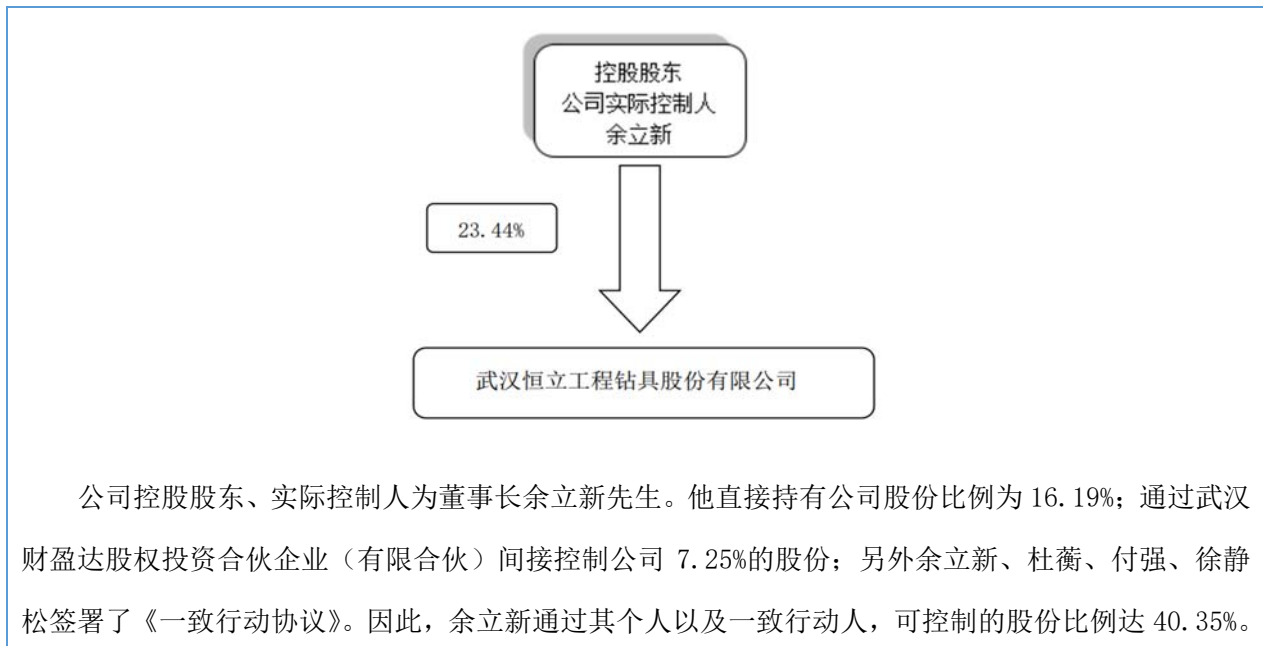 控股股东
公司实际控制人
余立新
23.44%
武汉恒立工程钻具股份有限公司
公司控股股东、实际控制人为董事长余立新先生。他直接持有公司股份比例为 16.19%；通过武汉
财盈达股权投资合伙企业（有限合伙）间接控制公司 7.25%的股份；另外余立新、杜蘅、付强、徐静
松签署了《一致行动协议》。因此，余立新通过其个人以及一致行动人，可控制的股份比例达 40.35%。